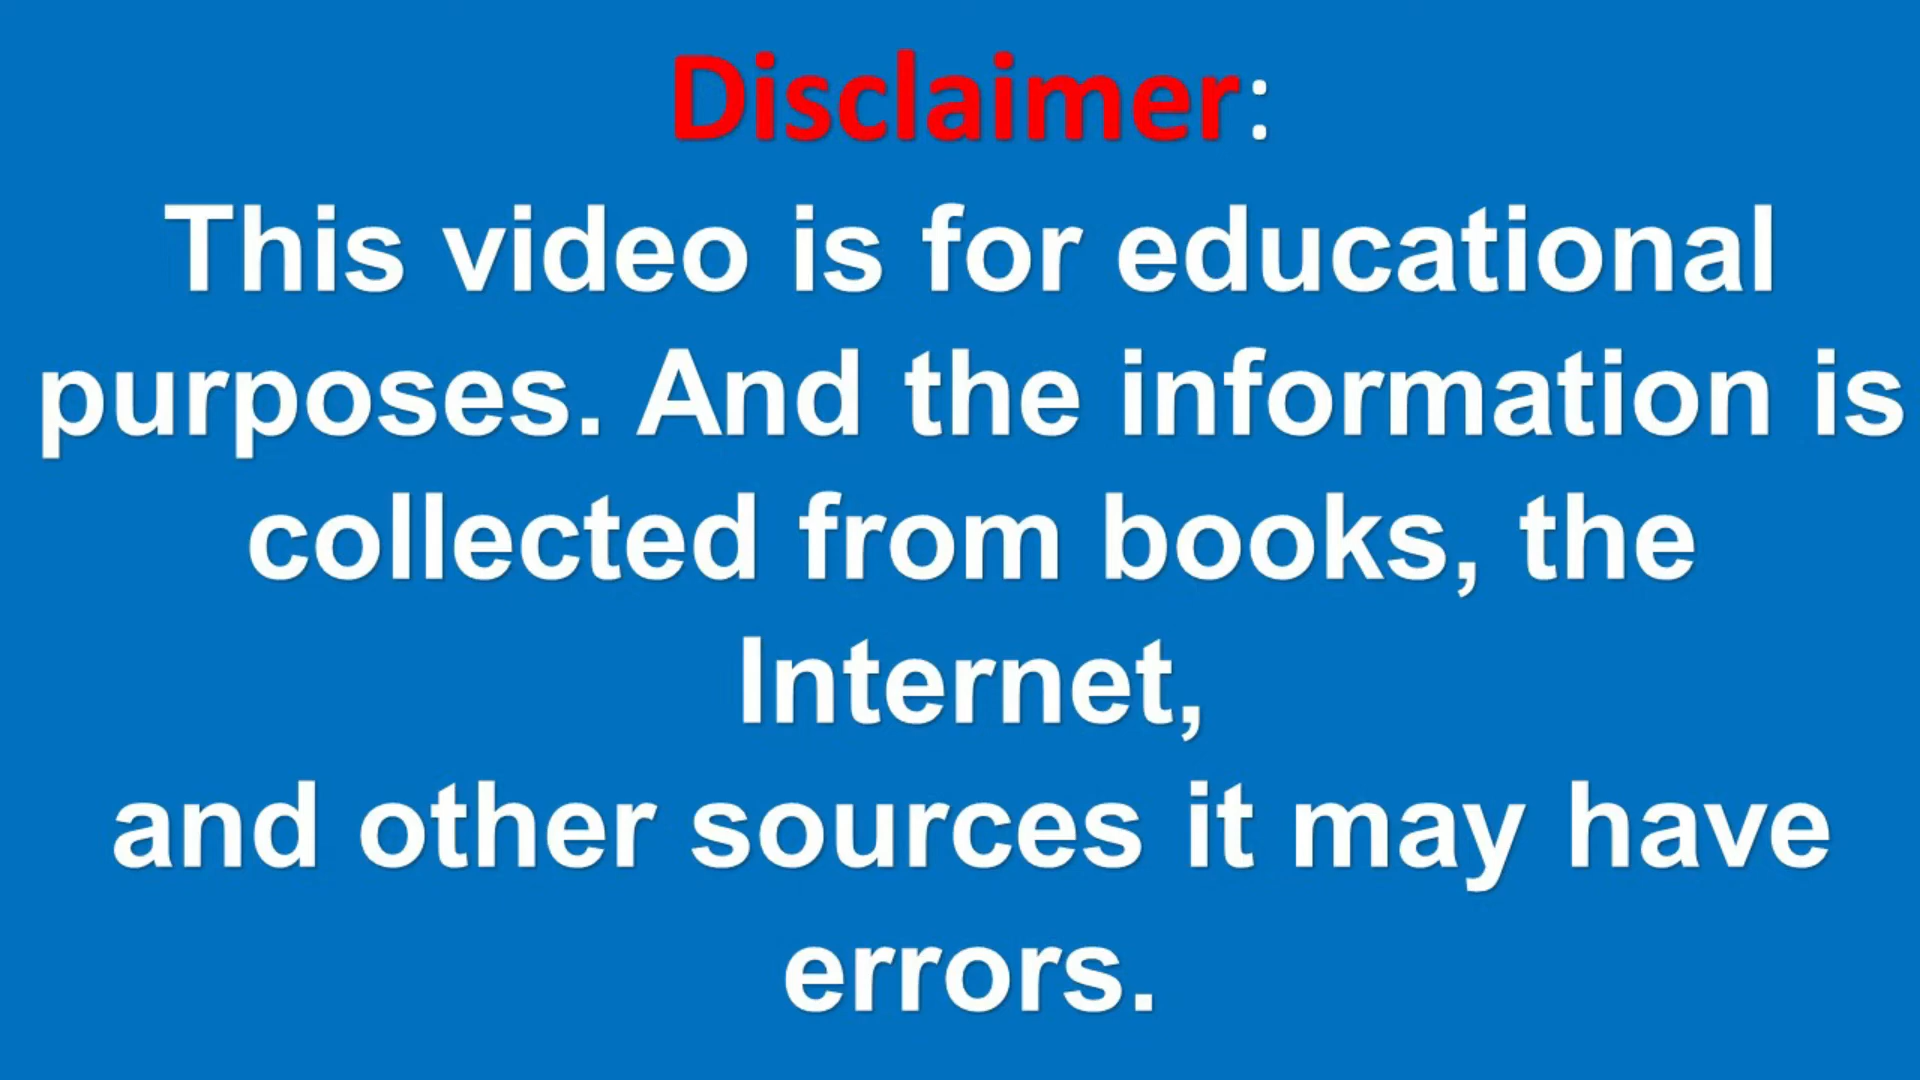 Disclaimer:
This video is for educational
purposes. And the information is
collected from books, the
Internet,
and other sources it may have
errors.